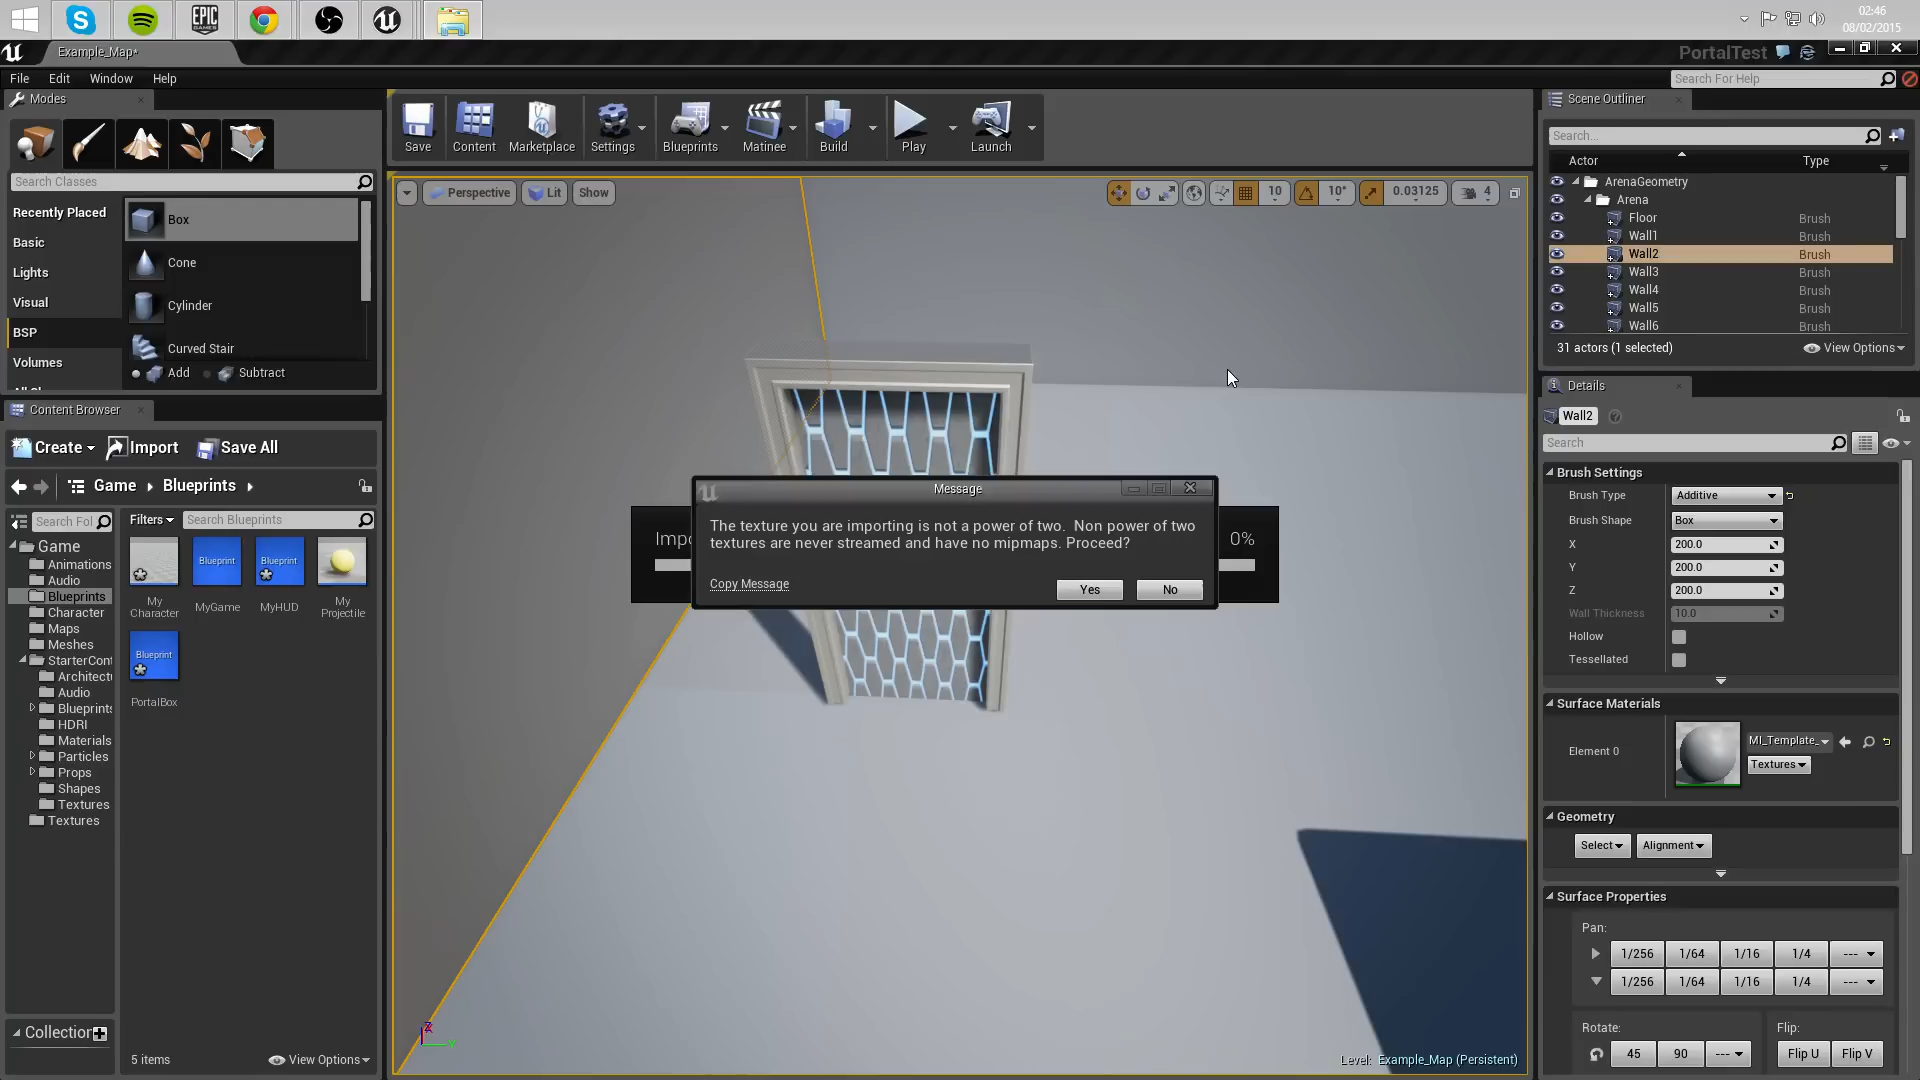 02:46
08/02/2015
EPIC
GAMES
Example_Map*
PortalTest
File Edit Window Help
Search For Help
Modes
Search Classes
Recently Placed
Basic
Lights
Visual
BSP
Volumes
Box
Cone
Cylinder
Curved Stair
Add Subtract
Save Content Marketplace Settings Blueprints Matinee Build Play Launch
Perspective Lit Show
10 10° 0.03125 4
Content Browser
Create Import Save All
Game Blueprints
Search Fol
Filters Search Blueprints
Game
Animations
Audio
Blueprints
Character
Maps
Meshes
StarterCont
Architect
Audio
Blueprints
HDRI
Materials
Particles
Props
Shapes
Textures
Textures
Collection
Blueprint
Blueprint
My
Character
MyGame
MyHUD
My
Projectile
Blueprint
PortalBox
5 items View Options
Message
The texture you are importing is not a power of two. Non power of two
textures are never streamed and have no mipmaps. Proceed?
Copy Message
Yes No
Impo
0%
Level: Example_Map (Persistent)
Scene Outliner
Search...
Actor Type
ArenaGeometry
Arena
Floor Brush
Wall1 Brush
Wall2 Brush
Wall3 Brush
Wall4 Brush
Wall5 Brush
Wall6 Brush
31 actors (1 selected) View Options
Details
Wall2
Search
Brush Settings
Brush Type Additive
Brush Shape Box
X 200.0
Y 200.0
Z 200.0
Wall Thickness 10.0
Hollow
Tessellated
Surface Materials
Element 0
MI_Template_
Textures
Geometry
Select Alignment
Surface Properties
Pan:
1/256 1/64 1/16 1/4 ---
1/256 1/64 1/16 1/4 ---
Rotate: Flip:
45 90 --- Flip U Flip V